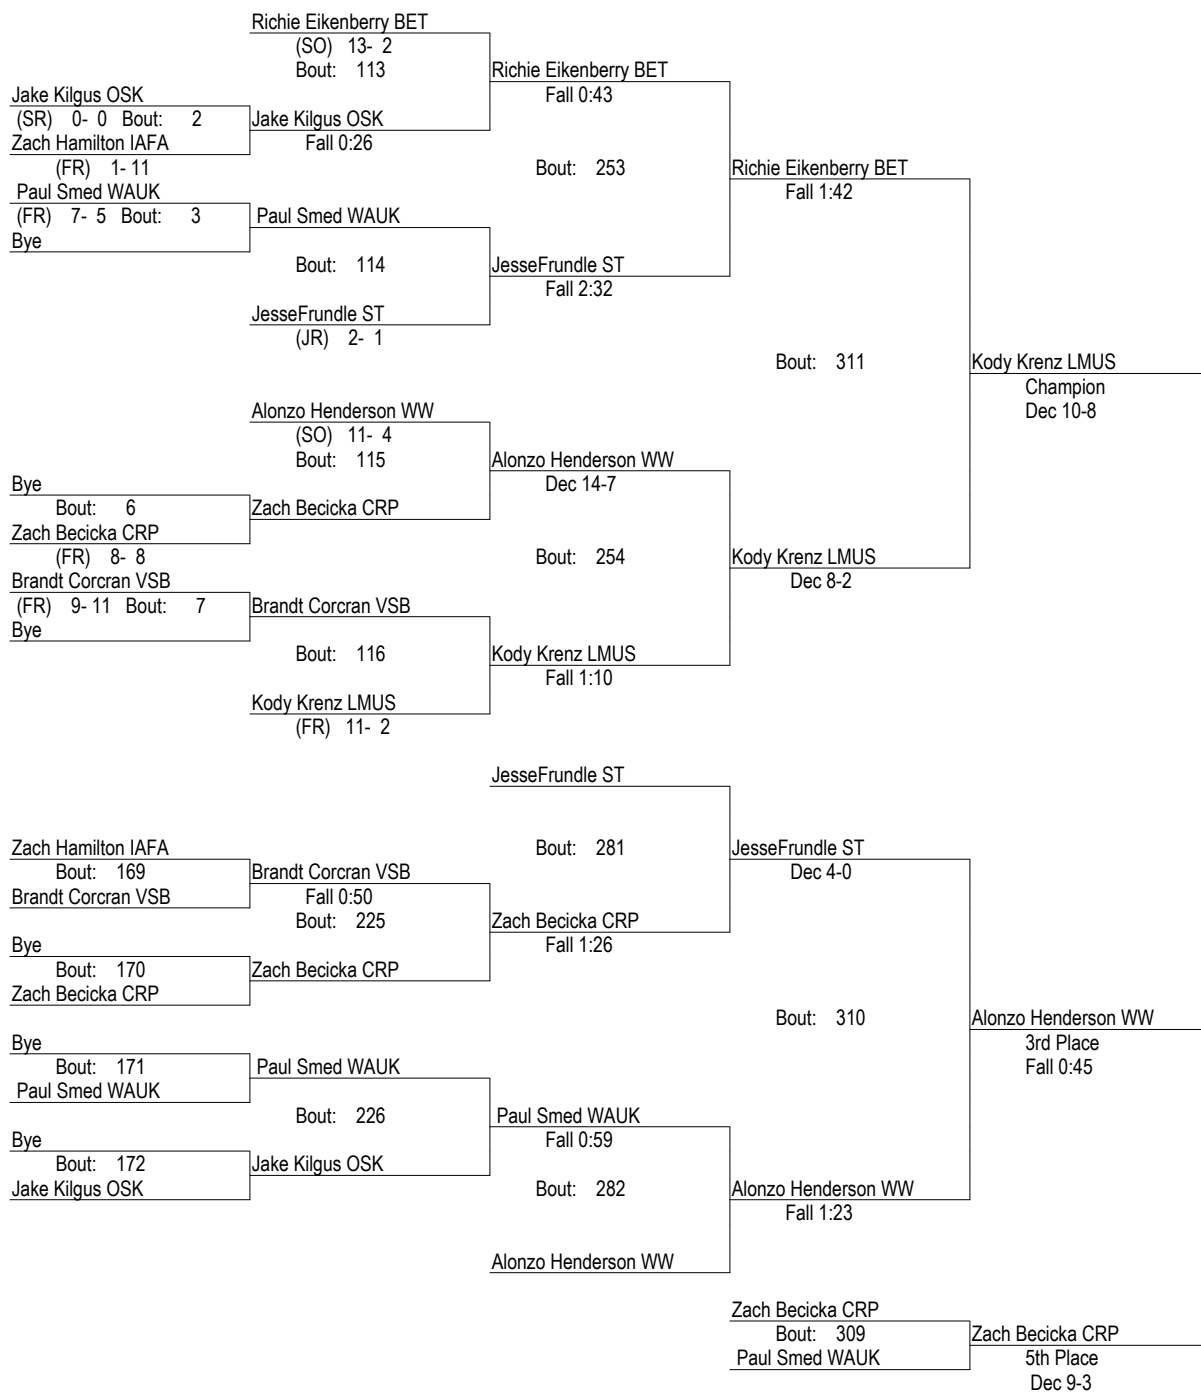 Richie Eikenberry BET
(SO) 13- 2
Bout: 113
Richie Eikenberry BET
Fall 0:43
Jake Kilgus OSK
(SR) 0- 0 Bout: 2
Jake Kilgus OSK
Fall 0:26
Zach Hamilton IAFA
(FR) 1- 11
Bout: 253
Richie Eikenberry BET
Fall 1:42
Paul Smed WAUK
(FR) 7- 5 Bout: 3
Paul Smed WAUK
Bye
Bout: 114
JesseFrundle ST
Fall 2:32
JesseFrundle ST
(JR) 2- 1
Bout: 311
Kody Krenz LMUS
Champion
Dec 10-8
Alonzo Henderson WW
(SO) 11- 4
Bout: 115
Alonzo Henderson WW
Dec 14-7
Bye
Bout: 6
Zach Becicka CRP
Zach Becicka CRP
(FR) 8- 8
Bout: 254
Kody Krenz LMUS
Dec 8-2
Brandt Corcran VSB
(FR) 9- 11 Bout: 7
Brandt Corcran VSB
Bye
Bout: 116
Kody Krenz LMUS
Fall 1:10
Kody Krenz LMUS
(FR) 11- 2
JesseFrundle ST
Zach Hamilton IAFA
Bout: 169
Brandt Corcran VSB
Brandt Corcran VSB
Fall 0:50
Bout: 225
Bout: 281
JesseFrundle ST
Dec 4-0
Zach Becicka CRP
Fall 1:26
Bye
Bout: 170
Zach Becicka CRP
Zach Becicka CRP
Bout: 310
Alonzo Henderson WW
3rd Place
Fall 0:45
Bye
Bout: 171
Paul Smed WAUK
Paul Smed WAUK
Bout: 226
Paul Smed WAUK
Fall 0:59
Bye
Bout: 172
Jake Kilgus OSK
Jake Kilgus OSK
Bout: 282
Alonzo Henderson WW
Fall 1:23
Alonzo Henderson WW
Zach Becicka CRP
Bout: 309
Paul Smed WAUK
Zach Becicka CRP
5th Place
Dec 9-3